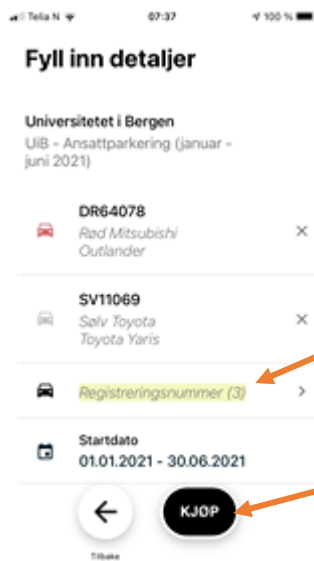 Telia N
07:37
100 %
Fyll inn detaljer
Universitetet i Bergen
UiB - Ansattparkering (januar -
juni 2021)
DR64078
Rød Mitsubishi
Outlander
SV11069
Sølv Toyota
Toyota Yaris
Registreringsnummer (3)
Startdato
01.01.2021 - 30.06.2021
KJØP
Tilbake